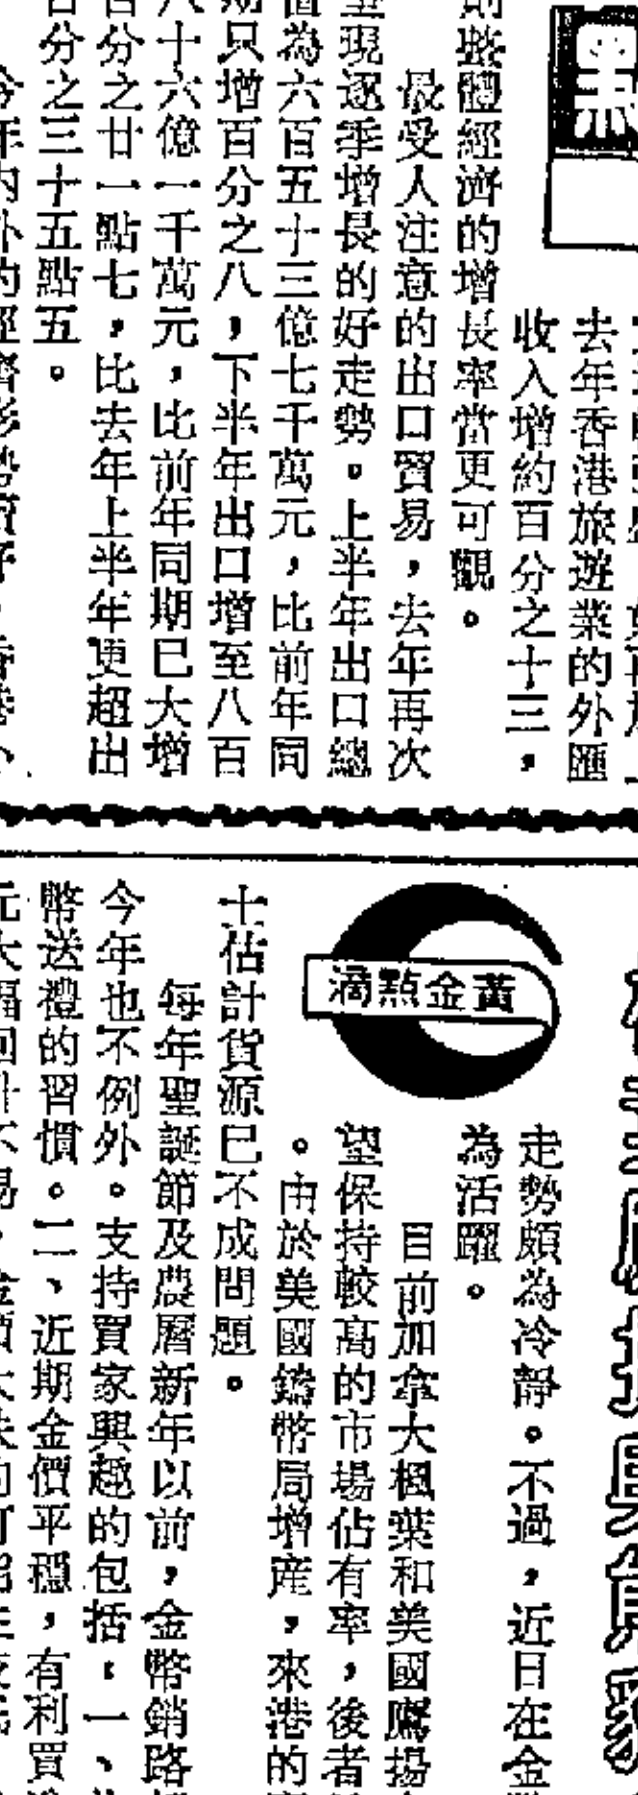 去年香港旅遊業的外匯
收入增約百分之十三，
整體經濟的增長率當更可觀。
最受人注意的出口貿易，去年再次
現逐季增長的好走勢。上半年出口總
值為六百五十三億七千萬元，比前年同
期只增百分之八，下半年出口增至八百
八十六億一千萬元，比前年同期已大增
百分之廿一點七，比去年上半年更超出
百分之三十五點五。
黃金點滴
走勢頗為冷靜。不過，近日在金
為活躍。
目前加拿大楓葉和美國鷹揚
望保持較高的市場佔有率，後者
。由於美國鑄幣局增産，來港的
士估計貨源已不成問題。
每年聖誕節及農曆新年以前，金幣銷路
今年也不例外。支持買家興趣的包括：一、
幣送禮的習慣。二、近期金價平穩，有利買